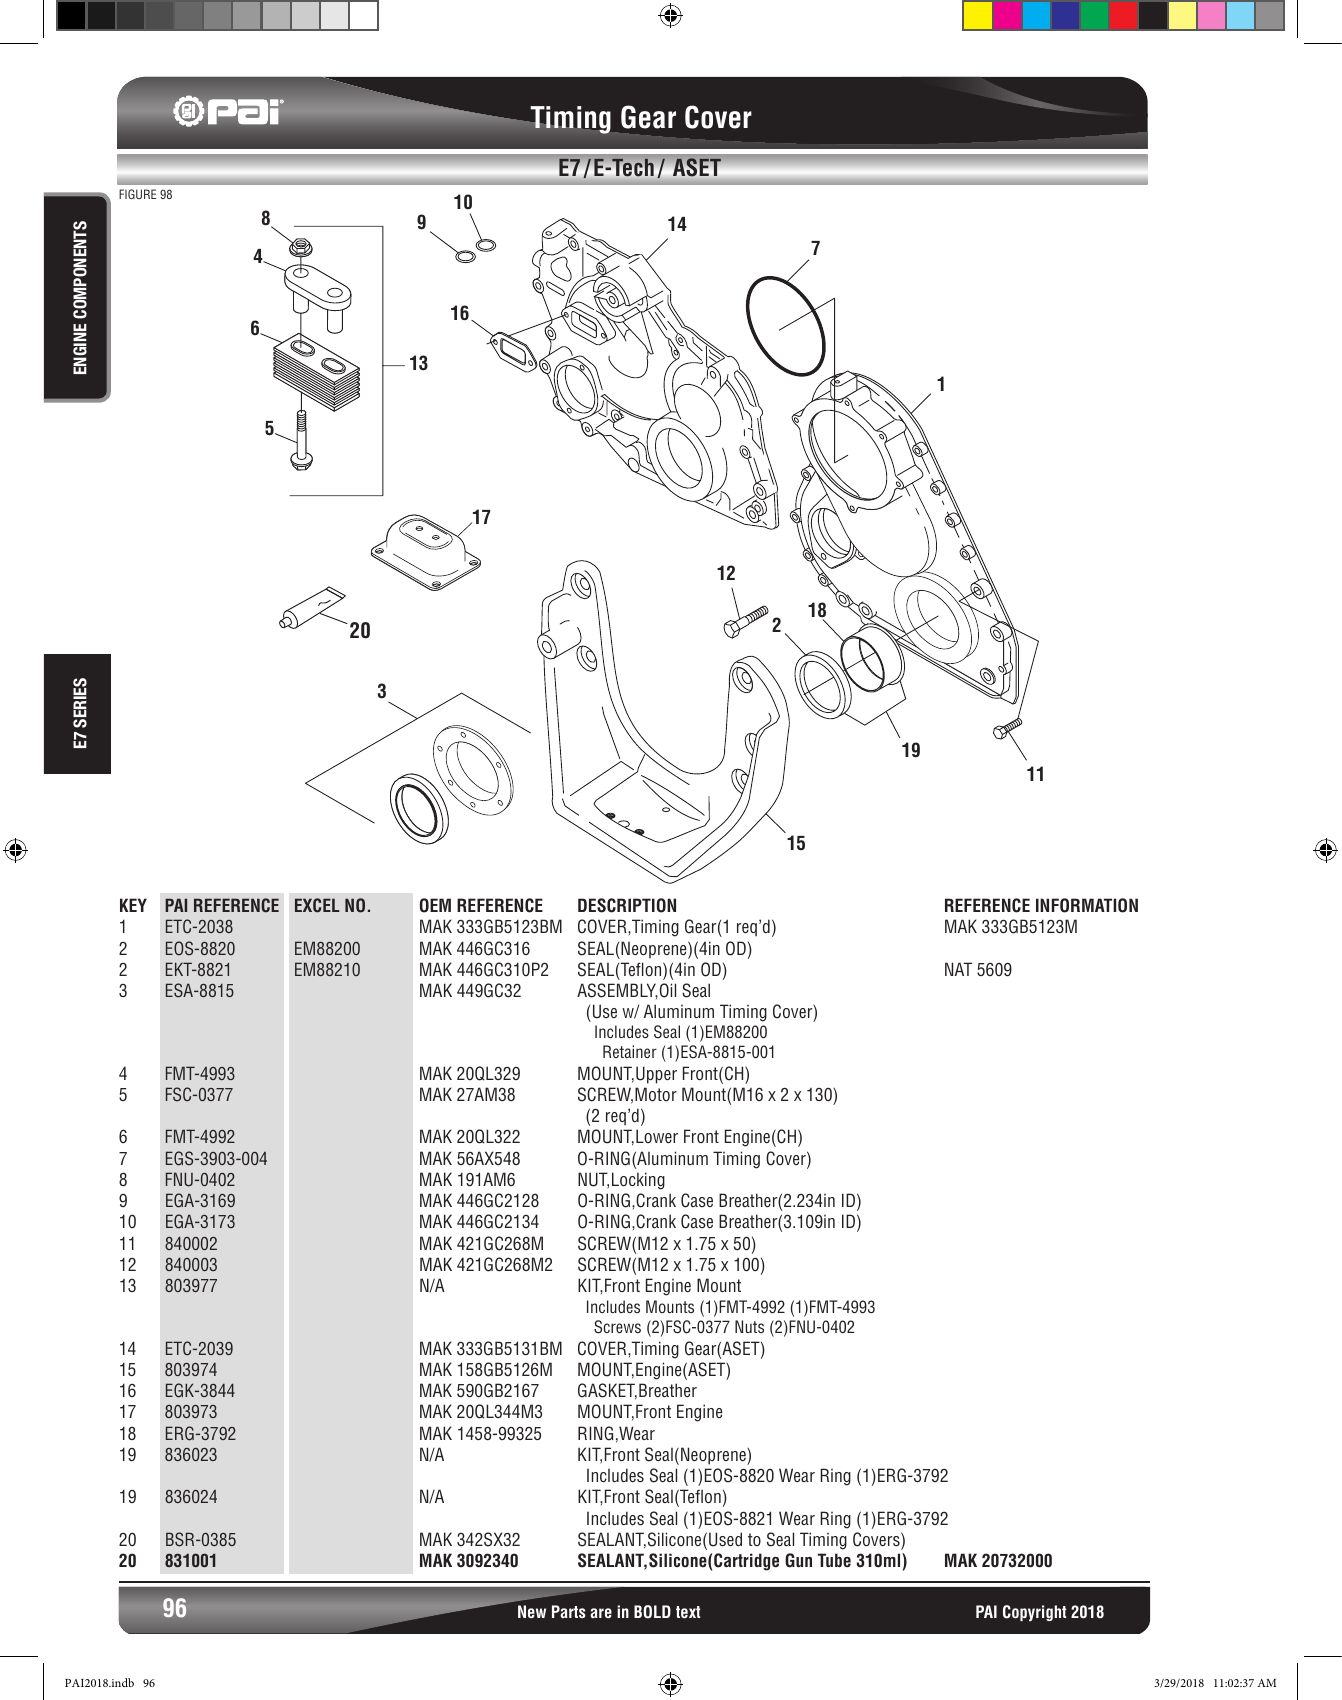 PAI
Timing Gear Cover
E7/E-Tech/ ASET
FIGURE 98
ENGINE COMPONENTS
E7 SERIES
8
4
6
5
13
9
10
16
14
7
1
17
20
12
18
2
19
11
3
15
KEY PAI REFERENCE EXCEL NO. OEM REFERENCE DESCRIPTION REFERENCE INFORMATION
1 ETC-2038 MAK 333GB5123BM COVER,Timing Gear(1 req’d) MAK 333GB5123M
2 EOS-8820 EM88200 MAK 446GC316 SEAL(Neoprene)(4in OD)
2 EKT-8821 EM88210 MAK 446GC310P2 SEAL(Teflon)(4in OD) NAT 5609
3 ESA-8815 MAK 449GC32 ASSEMBLY,Oil Seal
(Use w/ Aluminum Timing Cover)
Includes Seal (1)EM88200
Retainer (1)ESA-8815-001
4 FMT-4993 MAK 20QL329 MOUNT,Upper Front(CH)
5 FSC-0377 MAK 27AM38 SCREW,Motor Mount(M16 x 2 x 130)
(2 req’d)
6 FMT-4992 MAK 20QL322 MOUNT,Lower Front Engine(CH)
7 EGS-3903-004 MAK 56AX548 O-RING(Aluminum Timing Cover)
8 FNU-0402 MAK 191AM6 NUT,Locking
9 EGA-3169 MAK 446GC2128 O-RING,Crank Case Breather(2.234in ID)
10 EGA-3173 MAK 446GC2134 O-RING,Crank Case Breather(3.109in ID)
11 840002 MAK 421GC268M SCREW(M12 x 1.75 x 50)
12 840003 MAK 421GC268M2 SCREW(M12 x 1.75 x 100)
13 803977 N/A KIT,Front Engine Mount
Includes Mounts (1)FMT-4992 (1)FMT-4993
Screws (2)FSC-0377 Nuts (2)FNU-0402
14 ETC-2039 MAK 333GB5131BM COVER,Timing Gear(ASET)
15 803974 MAK 158GB5126M MOUNT,Engine(ASET)
16 EGK-3844 MAK 590GB2167 GASKET,Breather
17 803973 MAK 20QL344M3 MOUNT,Front Engine
18 ERG-3792 MAK 1458-99325 RING,Wear
19 836023 N/A KIT,Front Seal(Neoprene)
Includes Seal (1)EOS-8820 Wear Ring (1)ERG-3792
19 836024 N/A KIT,Front Seal(Teflon)
Includes Seal (1)EOS-8821 Wear Ring (1)ERG-3792
20 BSR-0385 MAK 342SX32 SEALANT,Silicone(Used to Seal Timing Covers)
20 831001 MAK 3092340 SEALANT,Silicone(Cartridge Gun Tube 310ml) MAK 20732000
96 New Parts are in BOLD text PAI Copyright 2018
PAI2018.indb 96 3/29/2018 11:02:37 AM